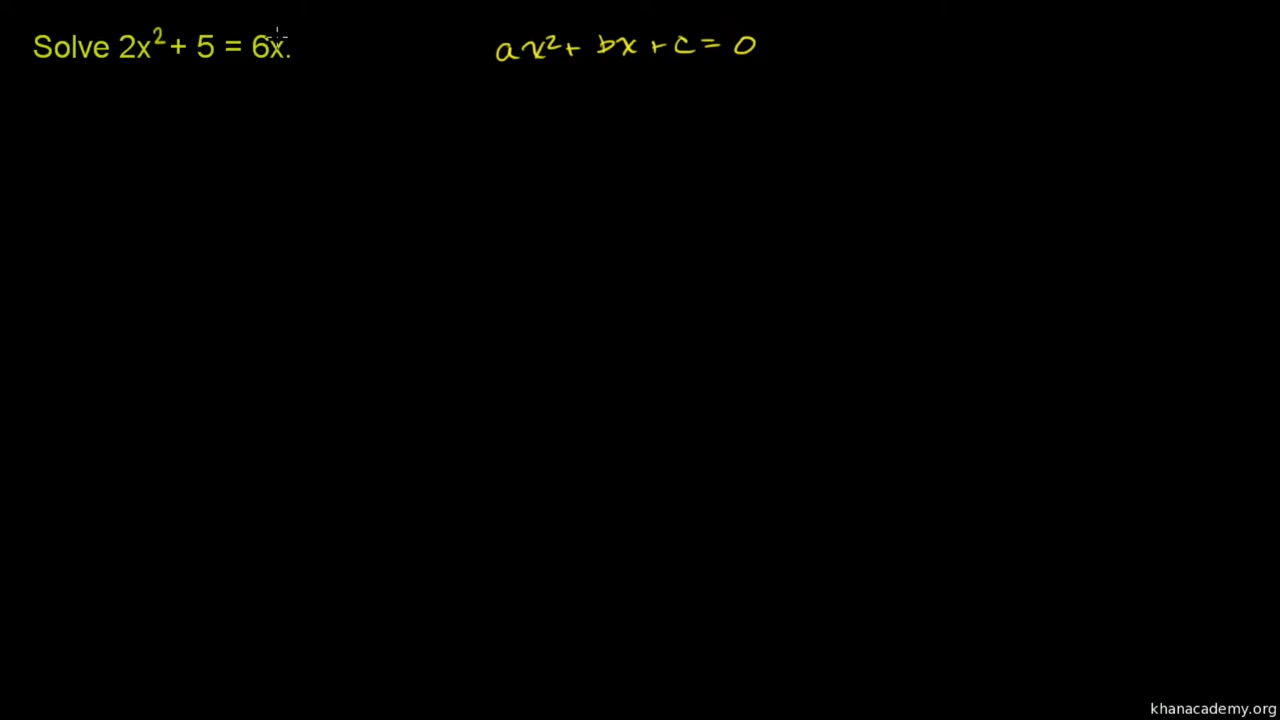 Solve 2x² + 5 = 6x.
ax² + bx + c = 0
khanacademy.org